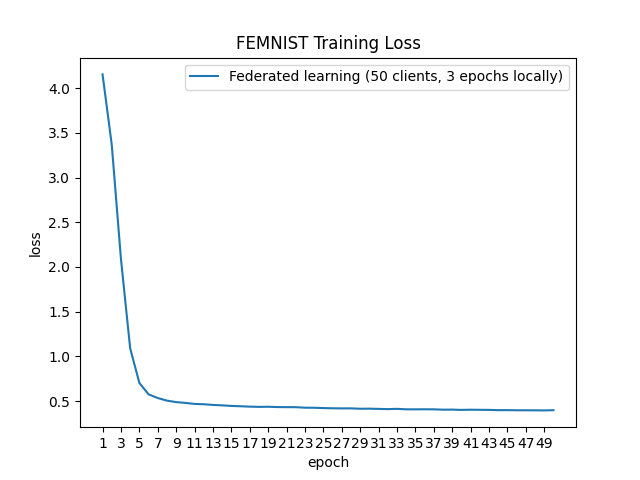 FEMNIST Training Loss
Federated learning (50 clients, 3 epochs locally)
4.0
3.5
3.0
2.5
2.0
1.5
1.0
0.5
loss
1 3 5 7 9 11 13 15 17 19 21 23 25 27 29 31 33 35 37 39 41 43 45 47 49
epoch